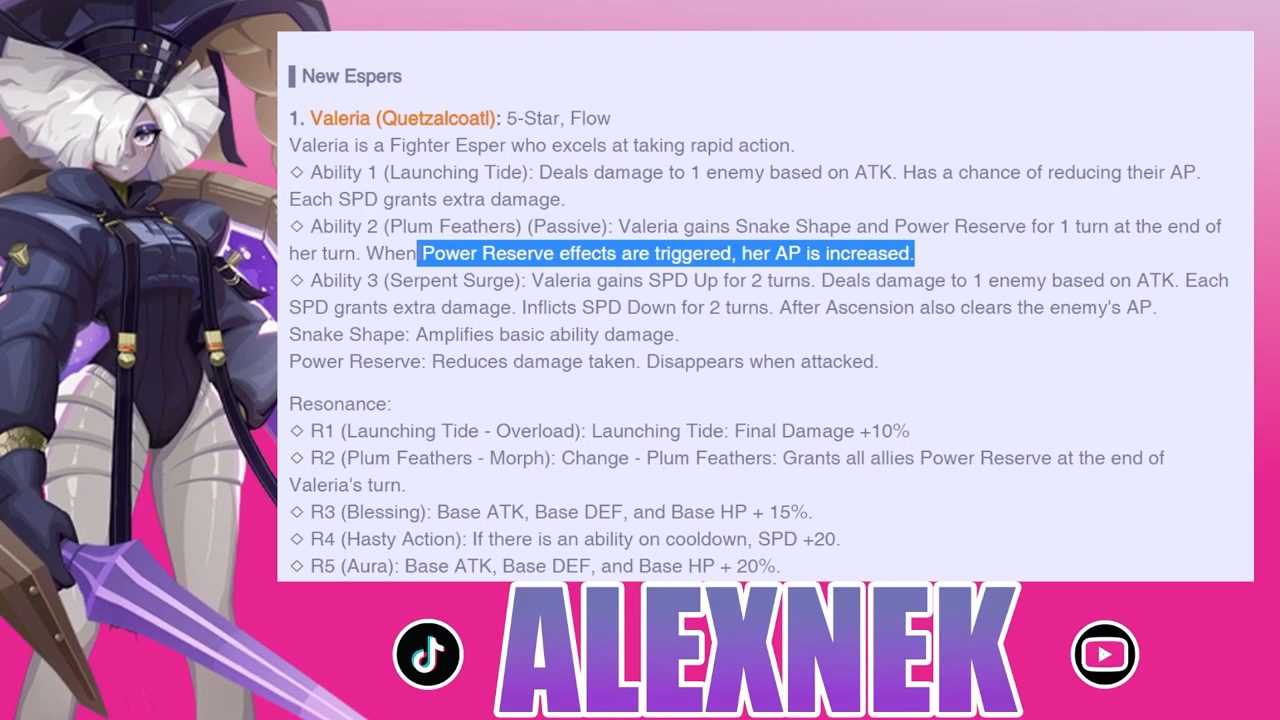 New Espers
1. Valeria (Quetzalcoatl): 5-Star, Flow
Valeria is a Fighter Esper who excels at taking rapid action.
◇ Ability 1 (Launching Tide): Deals damage to 1 enemy based on ATK. Has a chance of reducing their AP.
Each SPD grants extra damage.
◇ Ability 2 (Plum Feathers) (Passive): Valeria gains Snake Shape and Power Reserve for 1 turn at the end of
her turn. When Power Reserve effects are triggered, her AP is increased.
◇ Ability 3 (Serpent Surge): Valeria gains SPD Up for 2 turns. Deals damage to 1 enemy based on ATK. Each
SPD grants extra damage. Inflicts SPD Down for 2 turns. After Ascension also clears the enemy's AP.
Snake Shape: Amplifies basic ability damage.
Power Reserve: Reduces damage taken. Disappears when attacked.
Resonance:
◇ R1 (Launching Tide - Overload): Launching Tide: Final Damage +10%
◇ R2 (Plum Feathers - Morph): Change - Plum Feathers: Grants all allies Power Reserve at the end of
Valeria's turn.
◇ R3 (Blessing): Base ATK, Base DEF, and Base HP + 15%.
◇ R4 (Hasty Action): If there is an ability on cooldown, SPD +20.
◇ R5 (Aura): Base ATK, Base DEF, and Base HP + 20%.
ALEXNEK